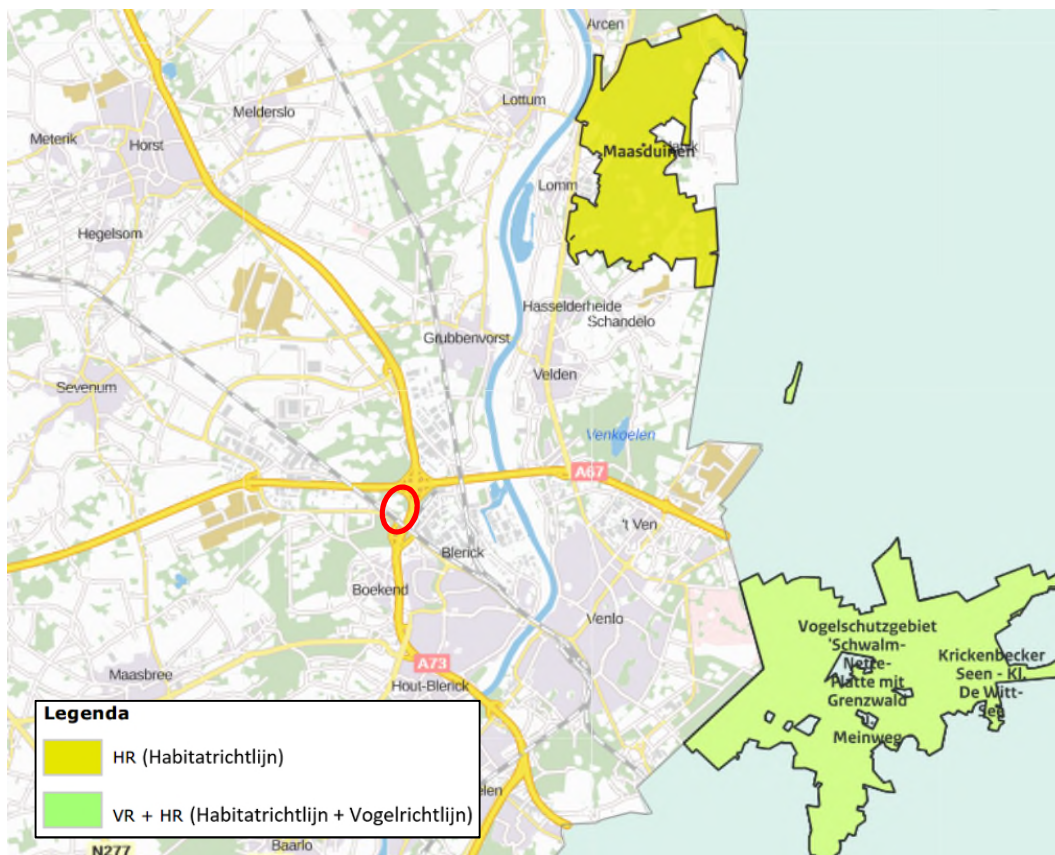 Arcen
Melderslo
Lottum
Meterik
Horst
Maasduinen
Lomm
Hegelsom
Hasselderheide
Schandelo
Grubbenvorst
Velden
Sevenum
Venkoelen
A67
't Ven
Blerick
Boekend
Venlo
Vogelschutzgebiet
'Schwalm-
Nette-
Platte mit
Grenzwald
u.
Meinweg
Krickenbecker
Seen - Kl.
De Witt-
See
A73
Maasbree
Hout-Blerick
Legenda
HR (Habitatrichtlijn)
VR + HR (Habitatrichtlijn + Vogelrichtlijn)
elen
Baarlo
N277